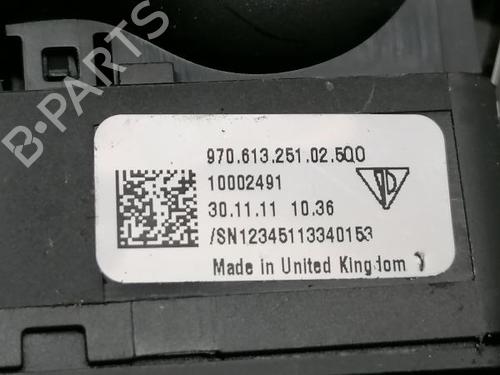 B-PARTS
970.613.251.02.5Q0
10002491
30.11.11 10.36
/SN12345113340153
Made in United Kingdom